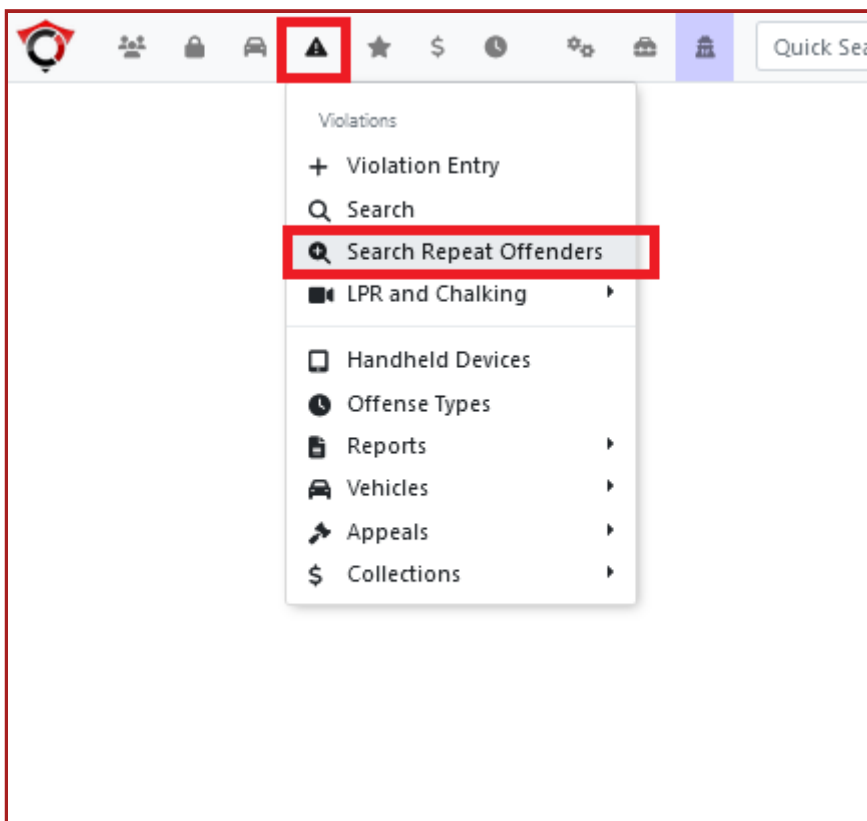 Quick Sea
Violations
Violation Entry
Search
Search Repeat Offenders
LPR and Chalking
Handheld Devices
Offense Types
Reports
Vehicles
Appeals
$ Collections